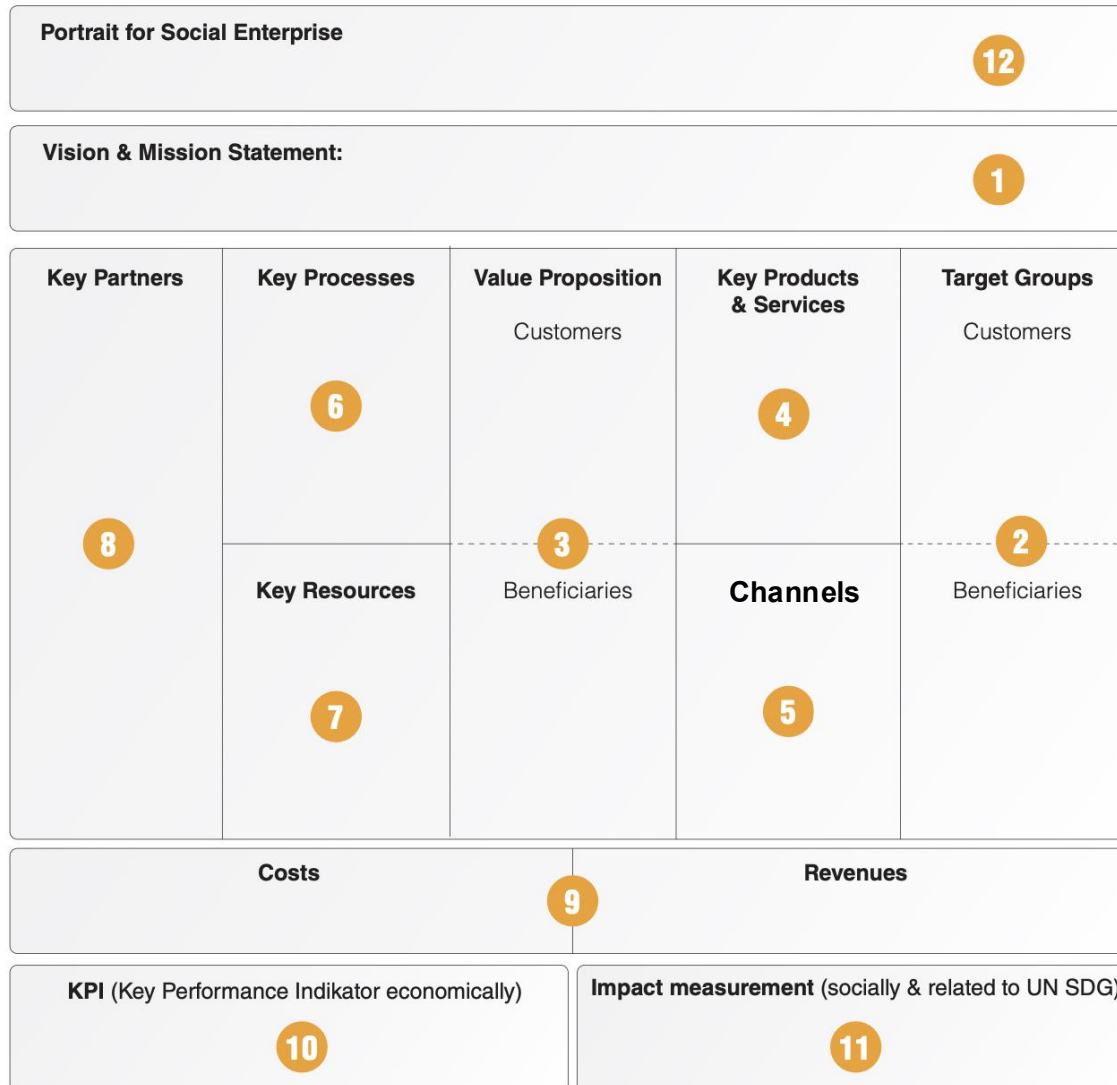 Portrait for Social Enterprise
12
Vision & Mission Statement:
1
Key Partners
8
Key Processes
6
Key Resources
7
Value Proposition
Customers
3
Beneficiaries
Key Products
& Services
4
Channels
5
Target Groups
Customers
2
Beneficiaries
Costs
9
Revenues
KPI (Key Performance Indikator economically)
10
Impact measurement (socially & related to UN SDG)
11